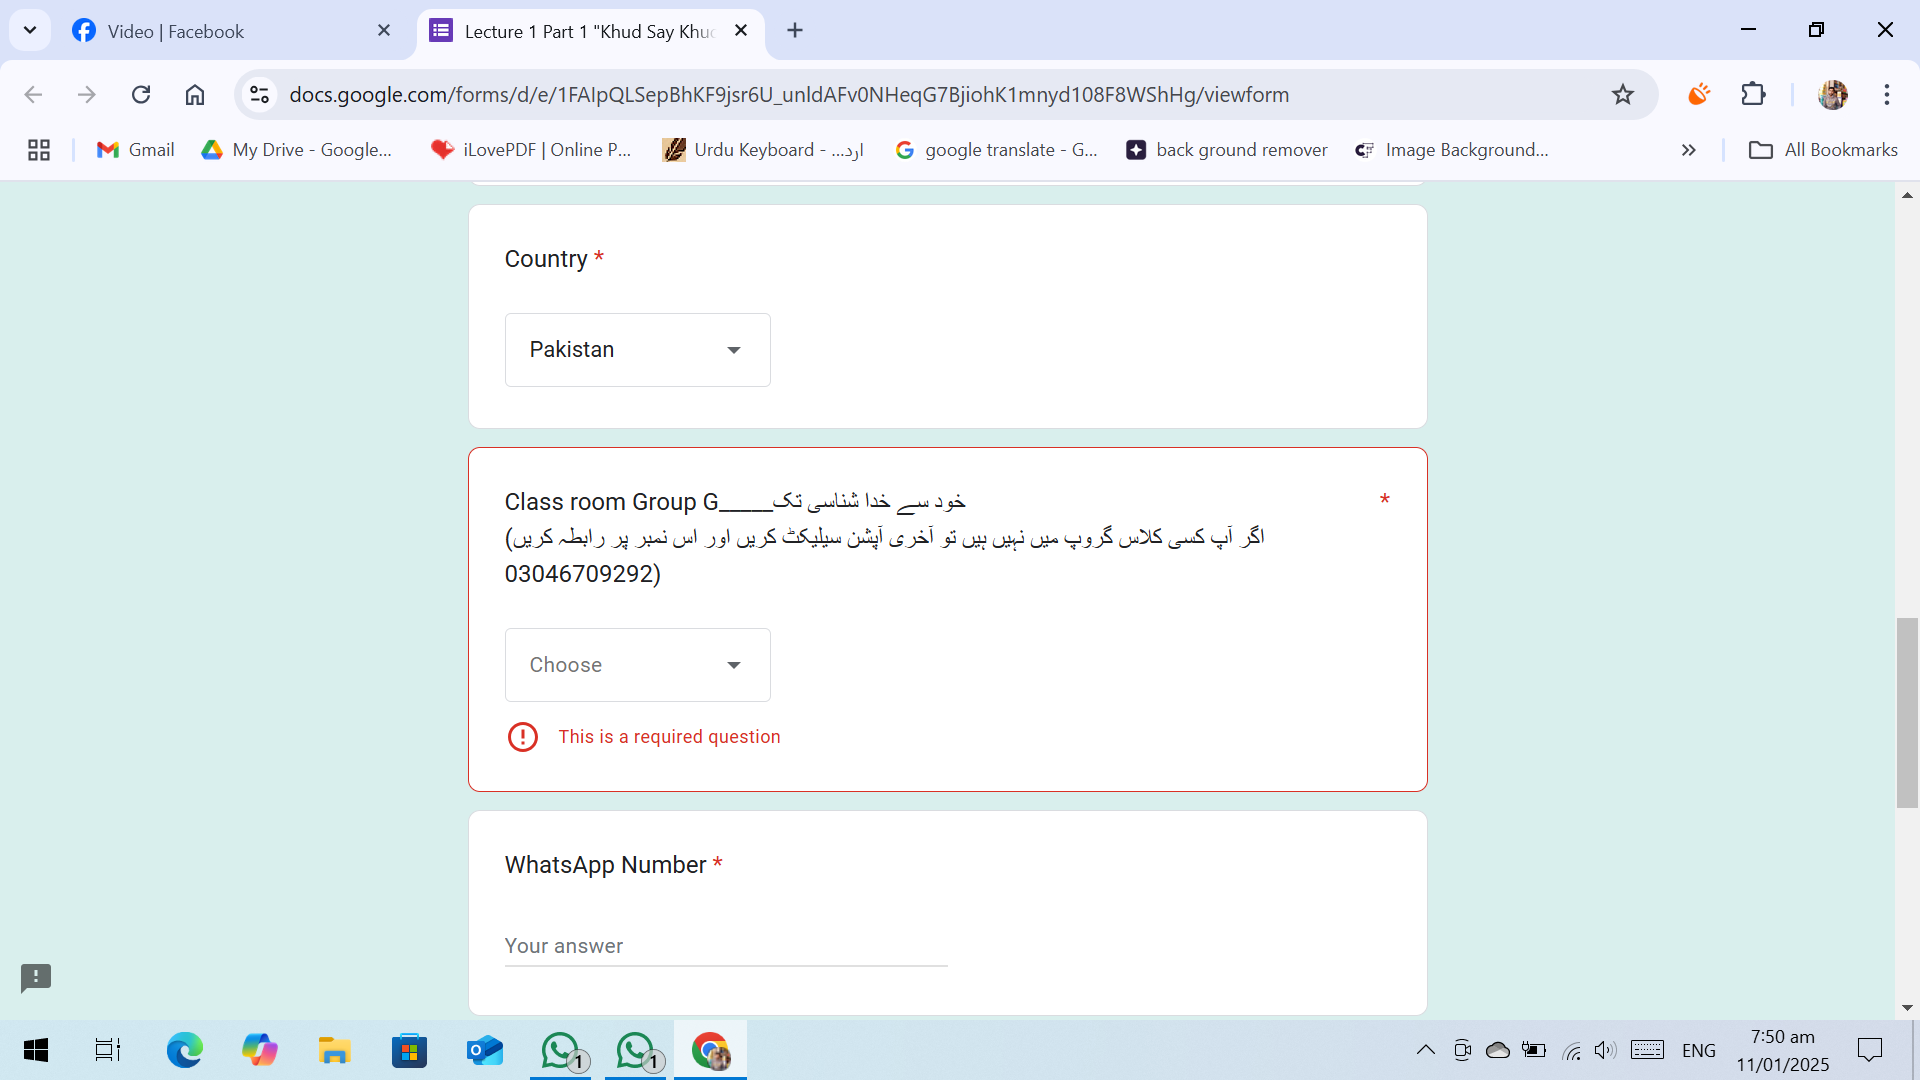 Video | Facebook
Lecture 1 Part 1 "Khud Say Khu
docs.google.com/forms/d/e/1FAIpQLSepBhKF9jsr6U_unldAFv0NHeqG7BjiohK1mnyd108F8WShHg/viewform
Gmail
My Drive - Google...
iLovePDF | Online P...
Urdu Keyboard - ...ارد
google translate - G...
back ground remover
Image Background...
All Bookmarks
Country *
Pakistan
Class room Group G_____خود سے خدا شناسی تک *
(اگر آپ کسی کلاس گروپ میں نہیں ہیں تو آخری آپشن سیلیکٹ کریں اور اس نمبر پر رابطہ کریں
03046709292)
Choose
This is a required question
WhatsApp Number *
Your answer
1
1
ENG
7:50 am
11/01/2025